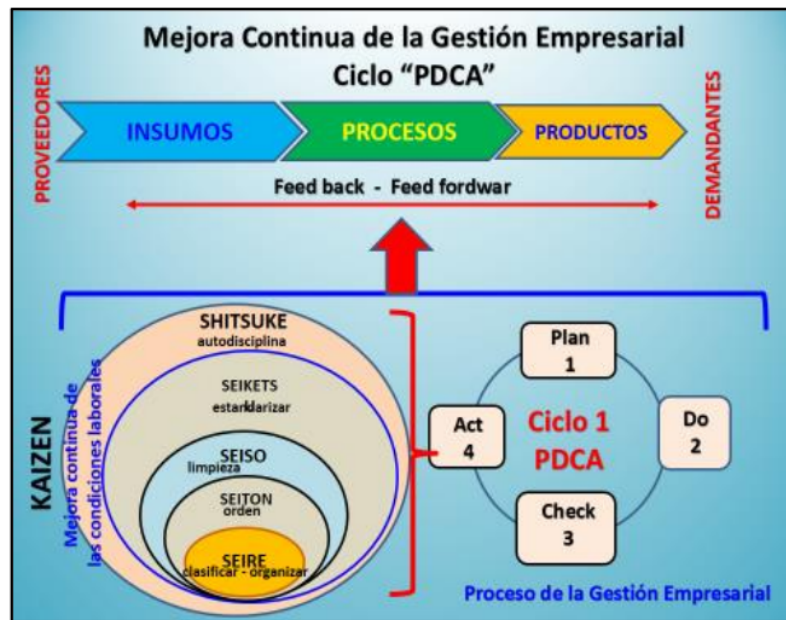 Mejora Continua de la Gestión Empresarial
Ciclo “PDCA”
PROVEEDORES
INSUMOS
PROCESOS
PRODUCTOS
DEMANDANTES
Feed back - Feed fordwar
KAIZEN
Mejora continua de
las condiciones laborales
SHITSUKE
autodisciplina
SEIKETS
estandarizar
SEISO
limpieza
SEITON
orden
SEIRE
clasificar - organizar
Plan
1
Act
4
Ciclo 1
PDCA
Do
2
Check
3
Proceso de la Gestión Empresarial